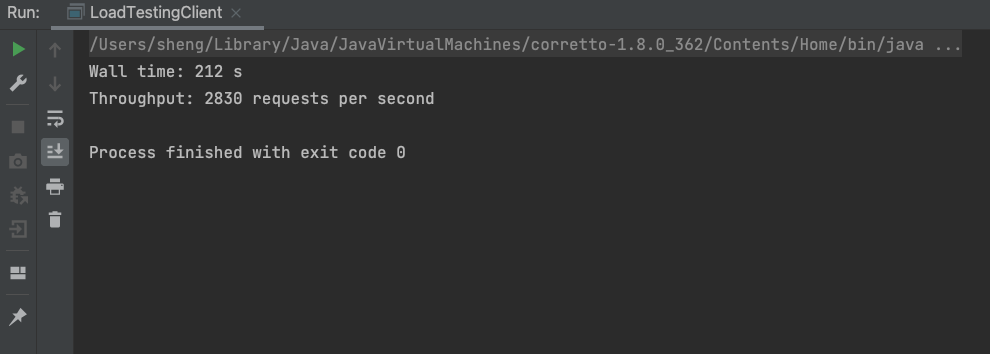 Run: LoadTestingClient
/Users/sheng/Library/Java/JavaVirtualMachines/corretto-1.8.0_362/Contents/Home/bin/java ...
Wall time: 212 s
Throughput: 2830 requests per second
Process finished with exit code 0